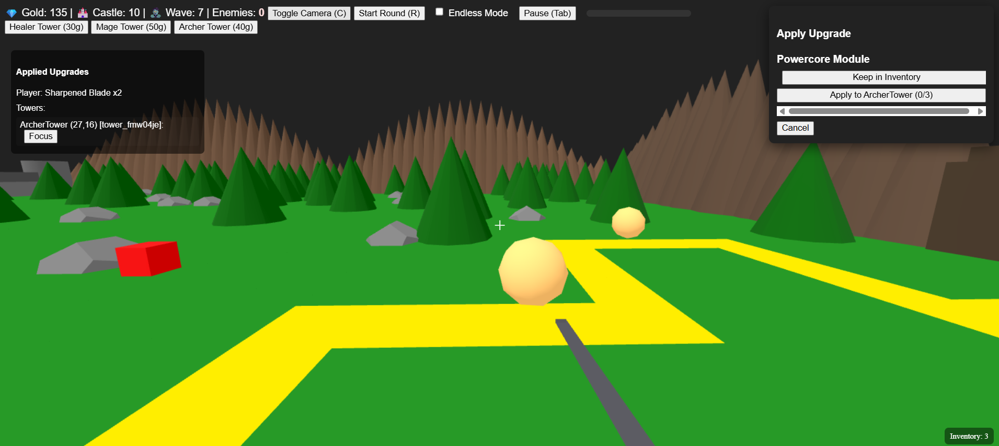 Gold: 135 | Castle: 10 | Wave: 7 | Enemies: 0 Toggle Camera (C) Start Round (R) Endless Mode Pause (Tab)
Healer Tower (30g) Mage Tower (50g) Archer Tower (40g)
Applied Upgrades
Player: Sharpened Blade x2
Towers:
ArcherTower (27,16) [tower_fmw04je]:
Focus
Apply Upgrade
Powercore Module
Keep in Inventory
Apply to ArcherTower (0/3)
Cancel
Inventory: 3